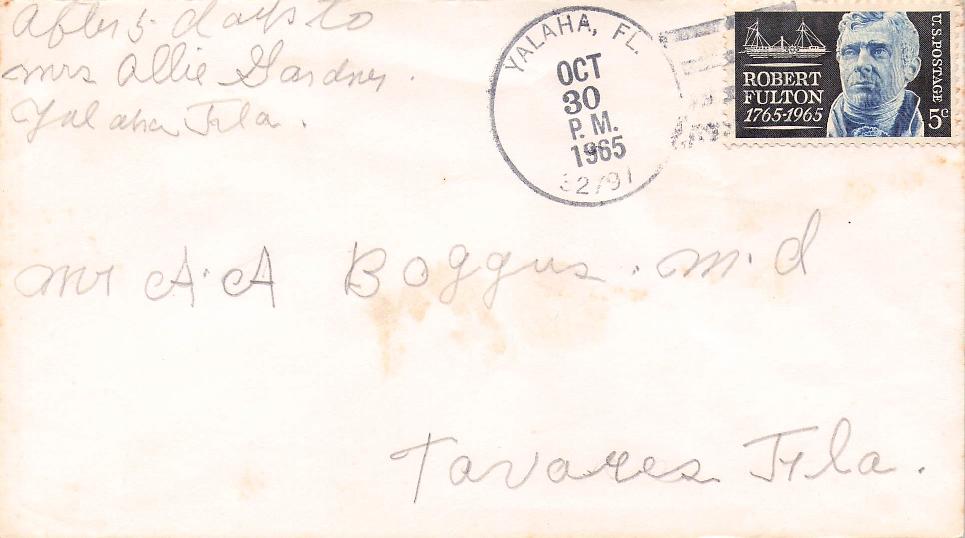 After 5 days to
mrs Allie Gardner.
Yalaha Fla.
YALAHA, FL.
OCT
30
P. M.
1965
32797
ROBERT
FULTON
1765-1965
U.S. POSTAGE
5c
Mr A. A Boggus. m. d
Tavares Fla.